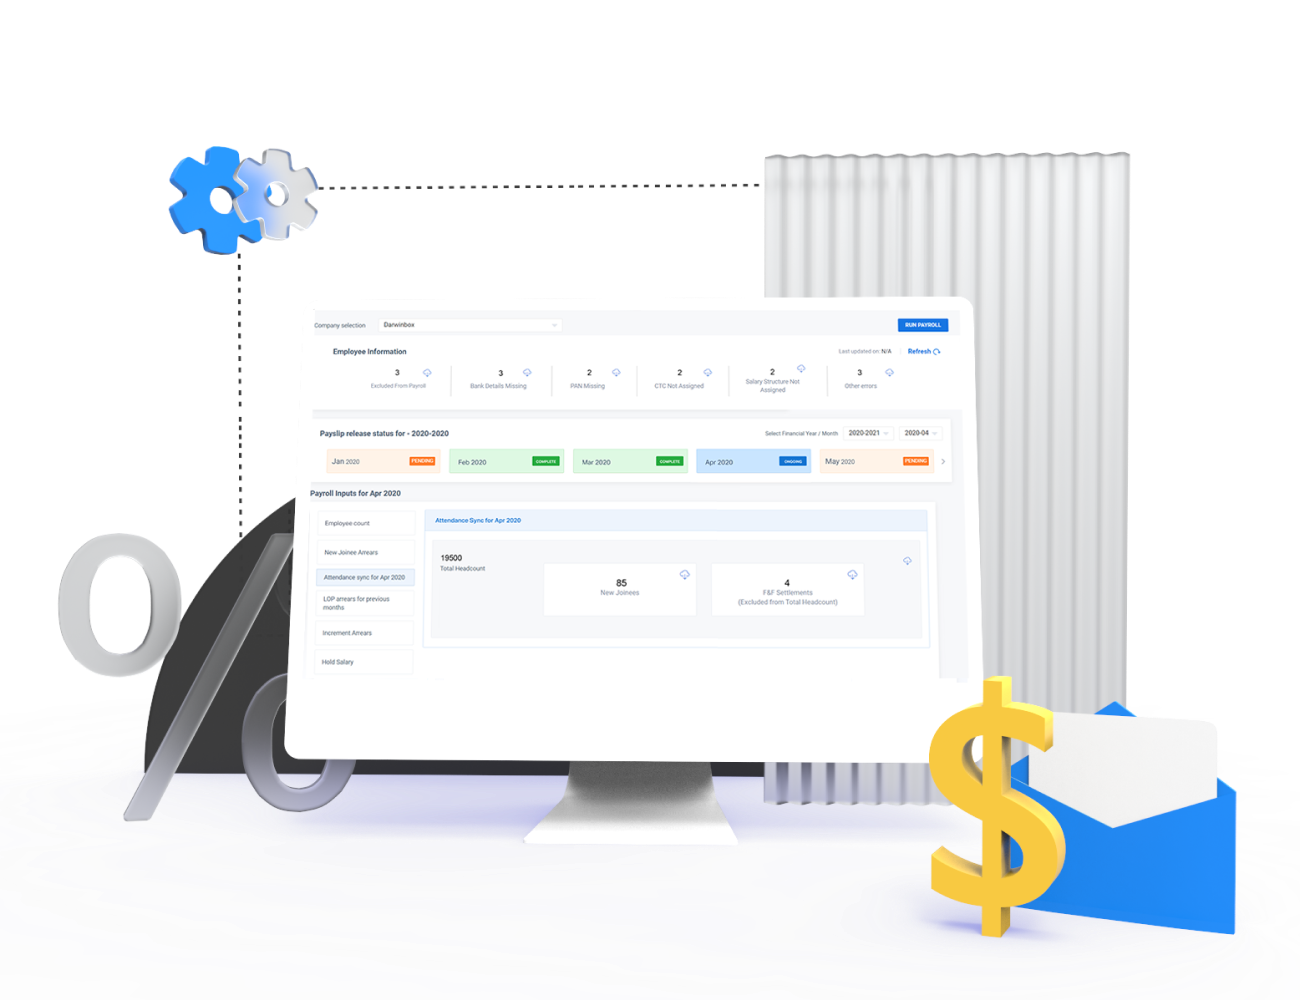 Company selection
Darwinbox
RUN PAYROLL
Employee Information
Last updated on: N/A
Refresh
3
Excluded From Payroll
3
Bank Details Missing
2
PAN Missing
2
CTC Not Assigned
2
Salary Structure Not
Assigned
3
Other errors
Payslip release status for - 2020-2020
Select Financial Year / Month
2020-2021
2020-04
Jan 2020
PENDING
Feb 2020
COMPLETE
Mar 2020
COMPLETE
Apr 2020
ONGOING
May 2020
PENDING
Payroll Inputs for Apr 2020
Employee count
New Joinee Arrears
Attendance sync for Apr 2020
LOP arrears for previous
months
Increment Arrears
Hold Salary
Attendance Sync for Apr 2020
19500
Total Headcount
85
New Joinees
4
F&F Settlements
(Excluded from Total Headcount)
%
$